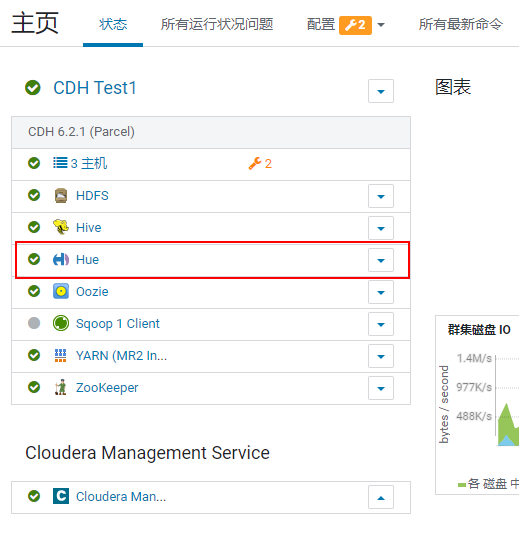 主页 状态 所有运行状况问题 配置 2 所有最新命令
CDH Test1
CDH 6.2.1 (Parcel)
3 主机 2
HDFS
Hive
Hue
Oozie
Sqoop 1 Client
YARN (MR2 In...
ZooKeeper
Cloudera Management Service
C Cloudera Man...
图表
群集磁盘 IO
bytes / second
1.4M/s
977K/s
488K/s
各 磁盘 中